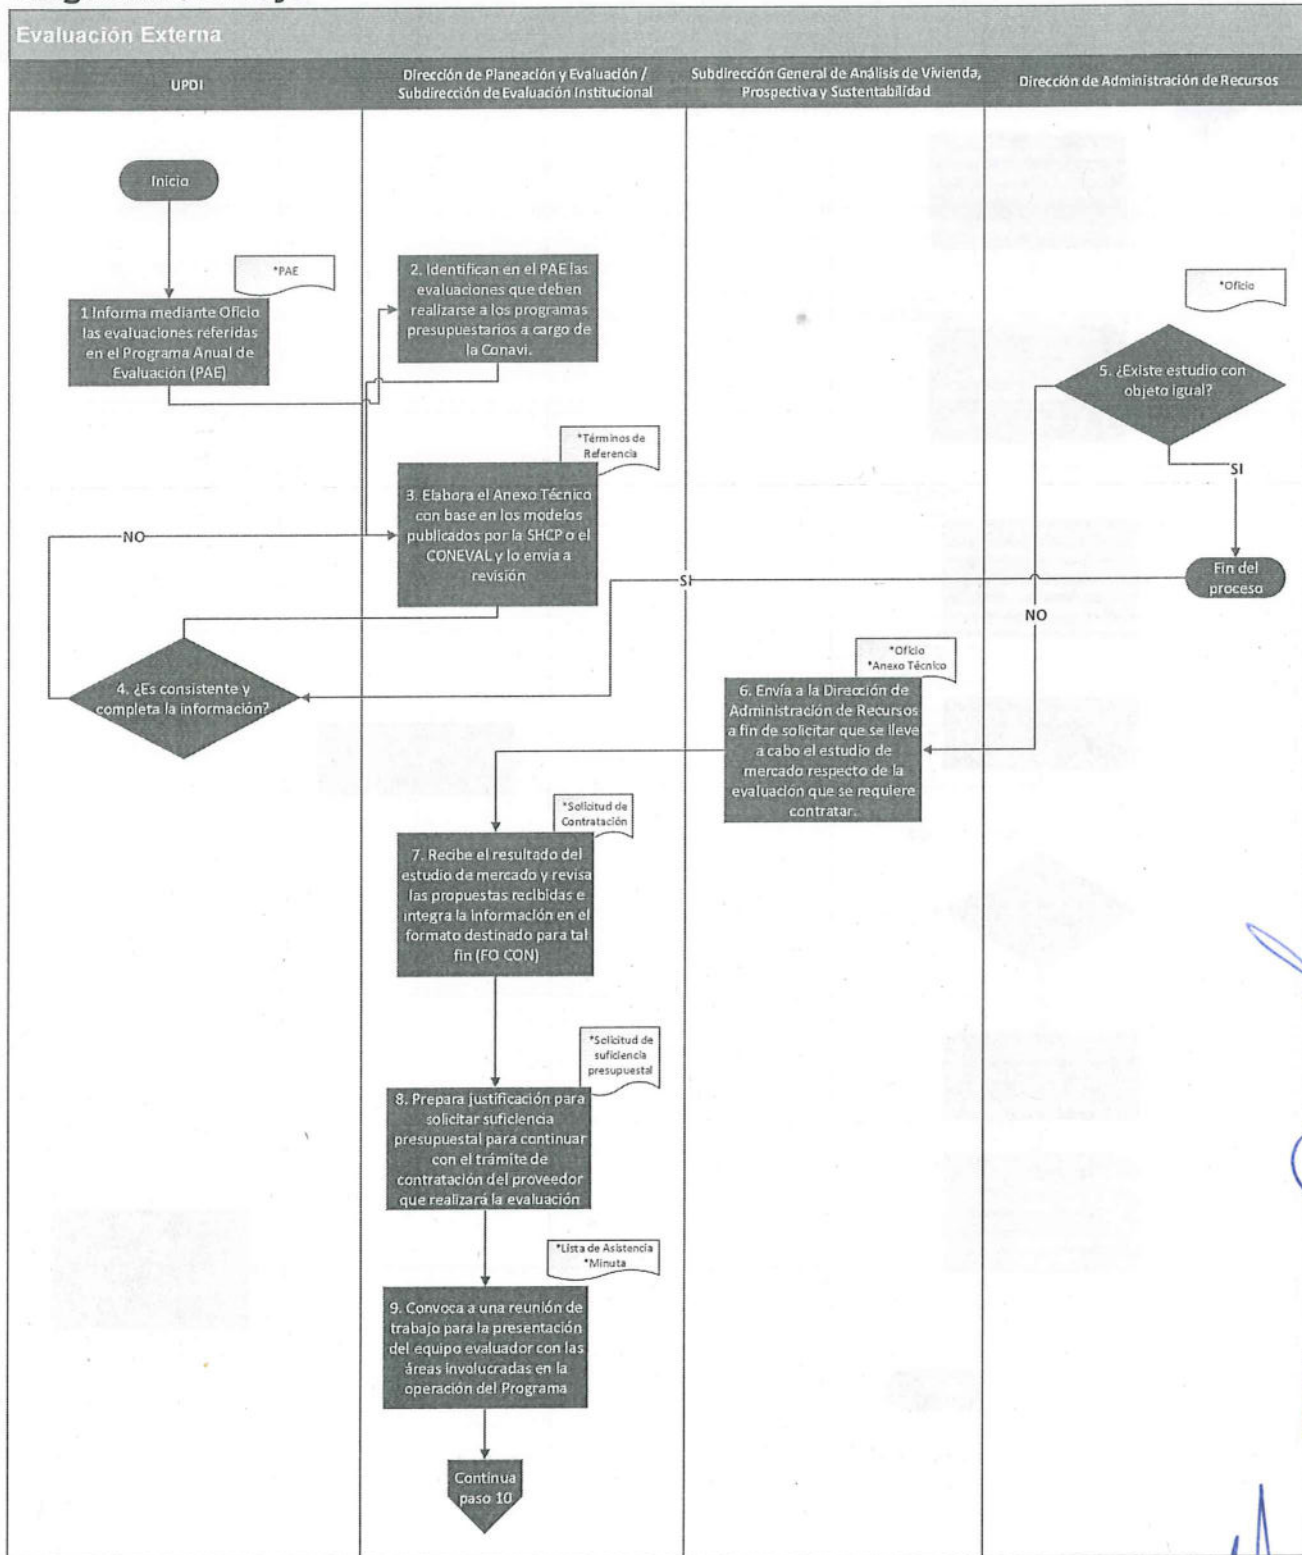 Evaluación Externa
UPDI
Dirección de Planeación y Evaluación /
Subdirección de Evaluación Institucional
Subdirección General de Análisis de Vivienda,
Prospectiva y Sustentabilidad
Dirección de Administración de Recursos
Inicio
*PAE
1 Informa mediante Oficio
las evaluaciones referidas
en el Programa Anual de
Evaluación (PAE)
2. Identifican en el PAE las
evaluaciones que deben
realizarse a los programas
presupuestarios a cargo de
la Conavi.
*Oficio
5. ¿Existe estudio con
objeto igual?
SI
Fin del
proceso
NO
*Términos de
Referencia
3. Elabora el Anexo Técnico
con base en los modelos
publicados por la SHCP o el
CONEVAL y lo envía a
revisión
NO
SI
4. ¿Es consistente y
completa la información?
*Oficio
*Anexo Técnico
6. Envía a la Dirección de
Administración de Recursos
a fin de solicitar que se lleve
a cabo el estudio de
mercado respecto de la
evaluación que se requiere
contratar.
*Solicitud de
Contratación
7. Recibe el resultado del
estudio de mercado y revisa
las propuestas recibidas e
integra la información en el
formato destinado para tal
fin (FO CON)
*Solicitud de
suficiencia
presupuestal
8. Prepara justificación para
solicitar suficiencia
presupuestal para continuar
con el trámite de
contratación del proveedor
que realizará la evaluación
*Lista de Asistencia
*Minuta
9. Convoca a una reunión de
trabajo para la presentación
del equipo evaluador con las
áreas involucradas en la
operación del Programa
Continua
paso 10